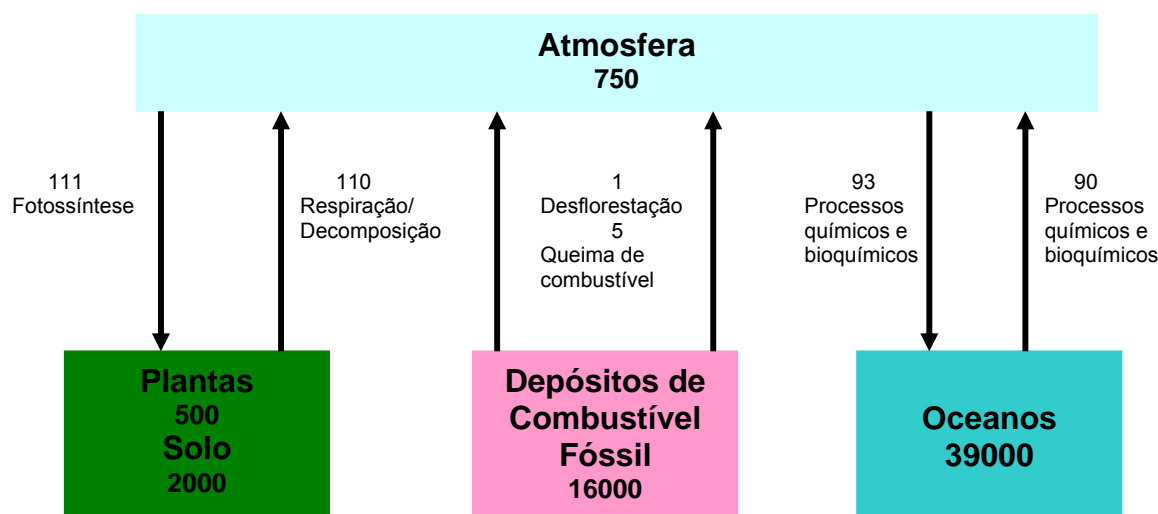 Atmosfera
750
111
Fotossíntese
110
Respiração/
Decomposição
1
Desflorestação
5
Queima de
combustível
93
Processos
químicos e
bioquímicos
90
Processos
químicos e
bioquímicos
Plantas
500
Solo
2000
Depósitos de
Combustível
Fóssil
16000
Oceanos
39000